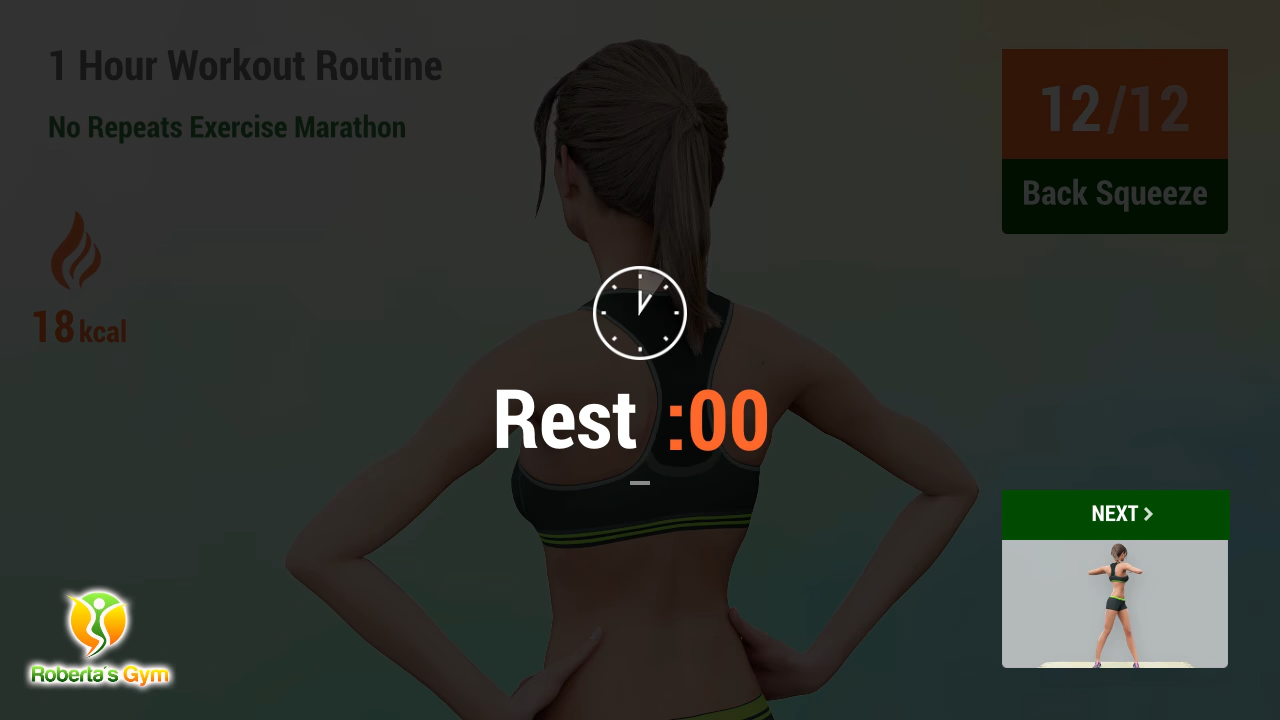 1 Hour Workout Routine
No Repeats Exercise Marathon
12/12
Back Squeeze
18 kcal
Rest :00
NEXT >
Roberta's Gym